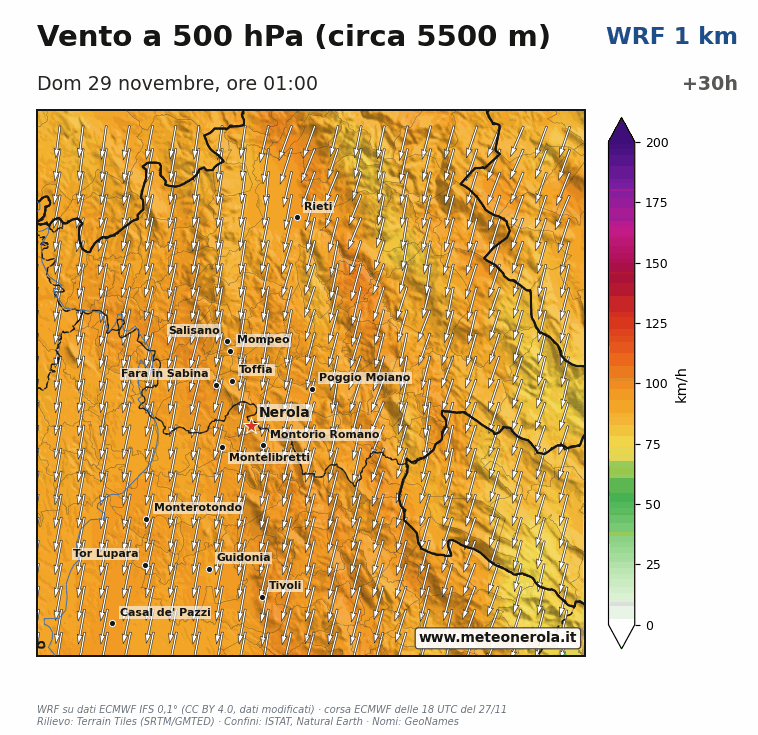 Vento a 500 hPa (circa 5500 m)
WRF 1 km
Dom 29 novembre, ore 01:00
+30h
Rieti
Salisano
Mompeo
Fara in Sabina
Toffia
Poggio Moiano
Nerola
Montorio Romano
Montelibretti
Monterotondo
Tor Lupara
Guidonia
Tivoli
Casal de' Pazzi
www.meteonerola.it
200
175
150
125
100
75
50
25
0
km/h
WRF su dati ECMWF IFS 0,1° (CC BY 4.0, dati modificati) · corsa ECMWF delle 18 UTC del 27/11
Rilievo: Terrain Tiles (SRTM/GMTED) · Confini: ISTAT, Natural Earth · Nomi: GeoNames